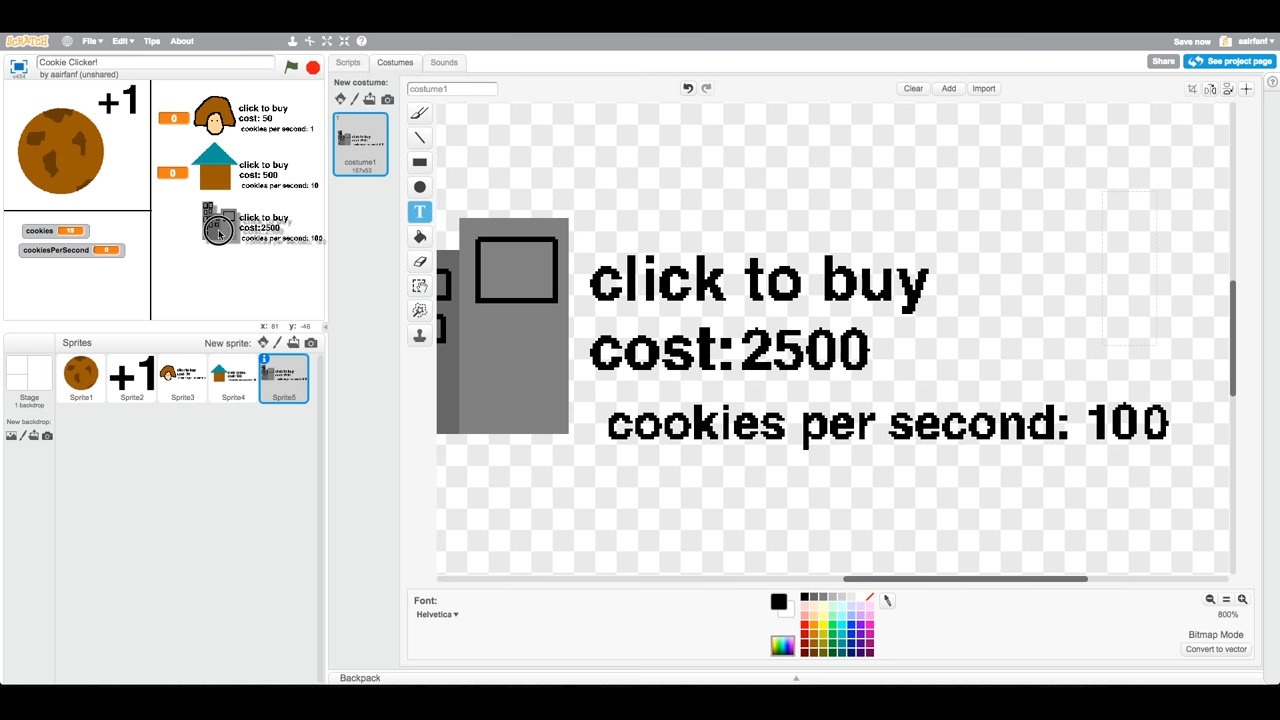 SCRATCH File Edit Tips About Save now aairfanf
v454 Cookie Clicker!
by aairfanf (unshared)
Scripts Costumes Sounds Share See project page
New costume:
costume1 Clear Add Import
1
costume1
157x53
+1
0 click to buy
cost: 50
cookies per second: 1
0 click to buy
cost: 500
cookies per second: 10
click to buy
cost:2500
cookies per second: 100
cookies 15
cookiesPerSecond 0
x: 81 y: -46
T
click to buy
cost:2500
cookies per second: 100
Sprites New sprite:
Stage
1 backdrop
New backdrop:
Sprite1 Sprite2 Sprite3 Sprite4 Sprite5
+1
Font:
Helvetica
800%
Bitmap Mode
Convert to vector
Backpack